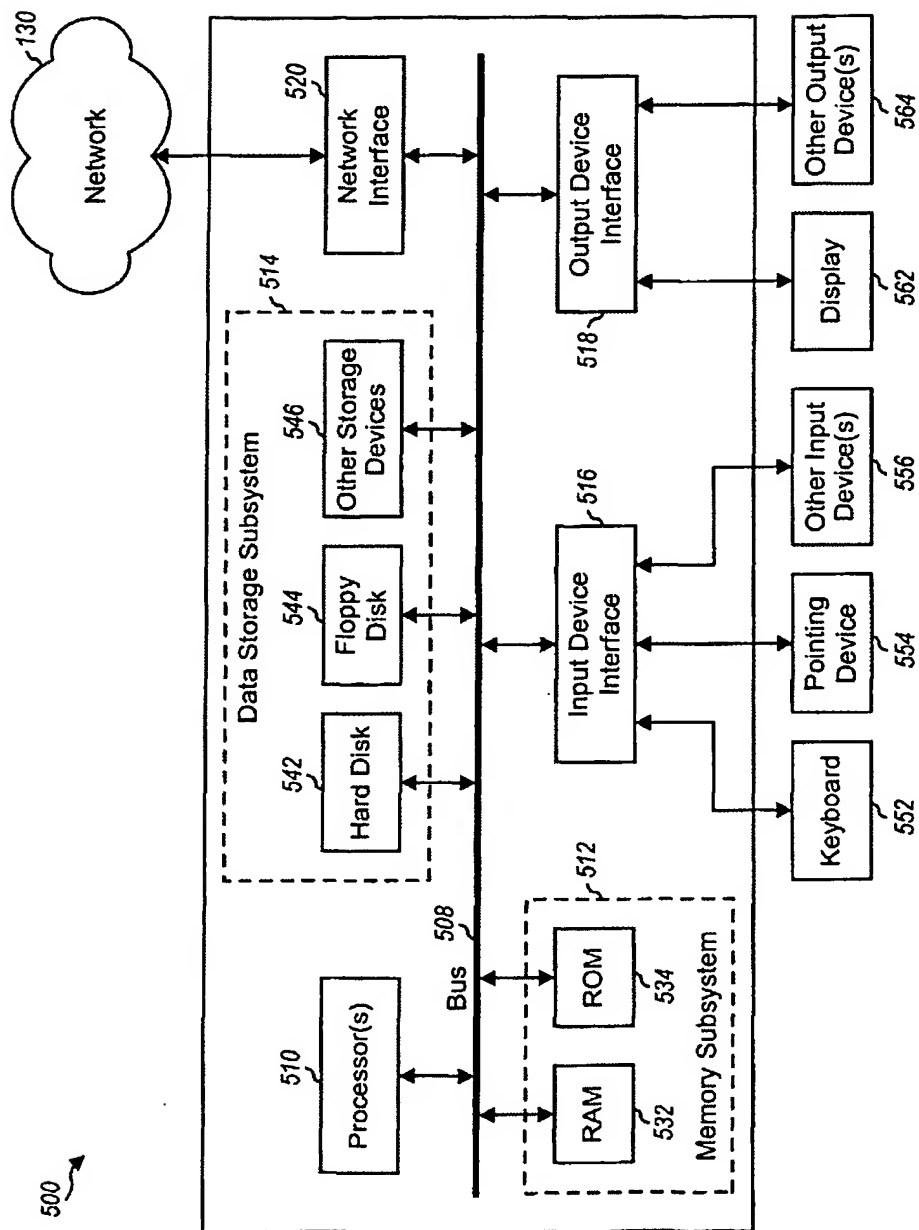 500
Network
130
510
Processor(s)
Data Storage Subsystem
514
542
Hard Disk
544
Floppy
Disk
546
Other Storage
Devices
520
Network
Interface
Bus
508
512
RAM
532
ROM
534
Memory Subsystem
516
Input Device
Interface
518
Output Device
Interface
Keyboard
552
Pointing
Device
554
Other Input
Device(s)
556
Display
562
Other Output
Device(s)
564